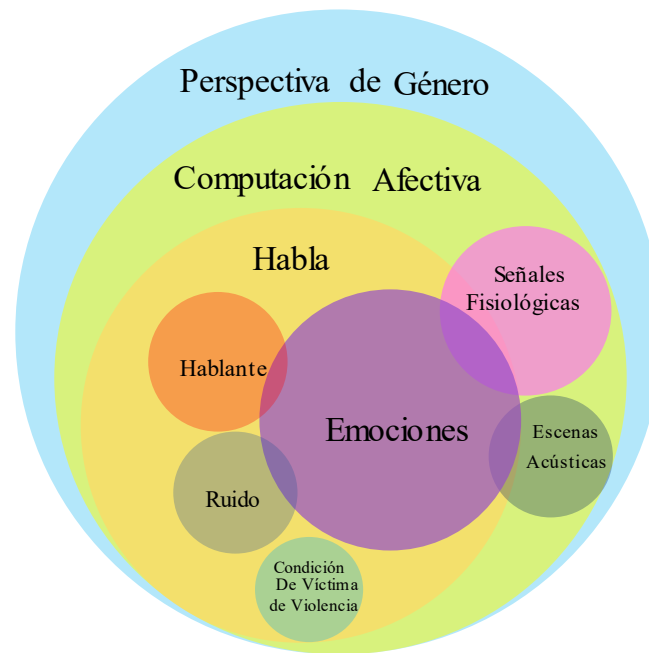 Perspectiva de Género
Computación Afectiva
Habla
Señales
Fisiológicas
Hablante
Emociones
Escenas
Acústicas
Ruido
Condición
De Víctima
de Violencia